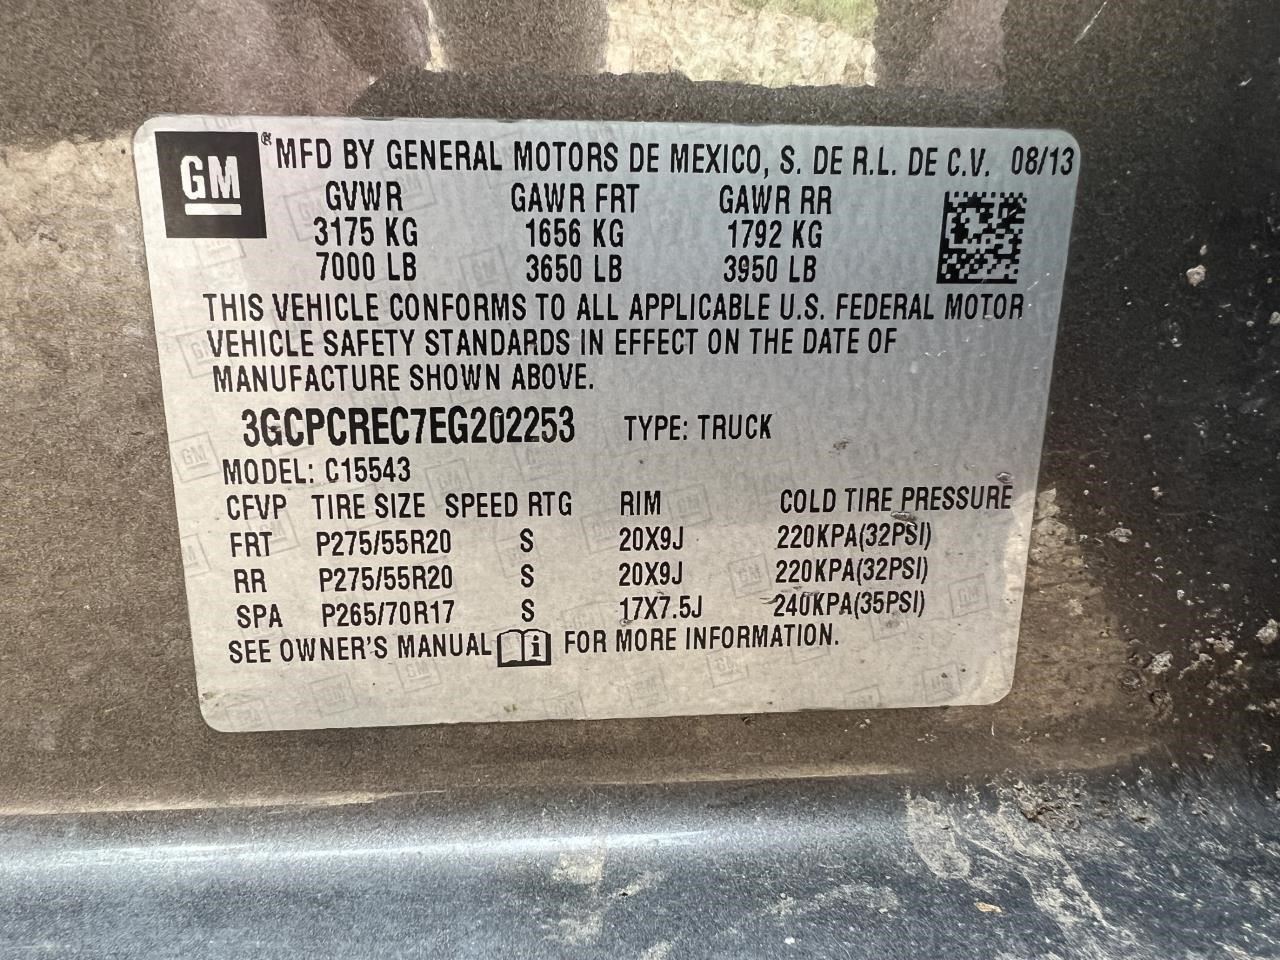 GM ® MFD BY GENERAL MOTORS DE MEXICO, S. DE R.L. DE C.V. 08/13
GVWR GAWR FRT GAWR RR
3175 KG 1656 KG 1792 KG
7000 LB 3650 LB 3950 LB
THIS VEHICLE CONFORMS TO ALL APPLICABLE U.S. FEDERAL MOTOR
VEHICLE SAFETY STANDARDS IN EFFECT ON THE DATE OF
MANUFACTURE SHOWN ABOVE.
3GCPCREC7EG202253 TYPE: TRUCK
MODEL: C15543
CFVP TIRE SIZE SPEED RTG RIM COLD TIRE PRESSURE
FRT P275/55R20 S 20X9J 220KPA(32PSI)
RR P275/55R20 S 20X9J 220KPA(32PSI)
SPA P265/70R17 S 17X7.5J 240KPA(35PSI)
SEE OWNER'S MANUAL i FOR MORE INFORMATION.